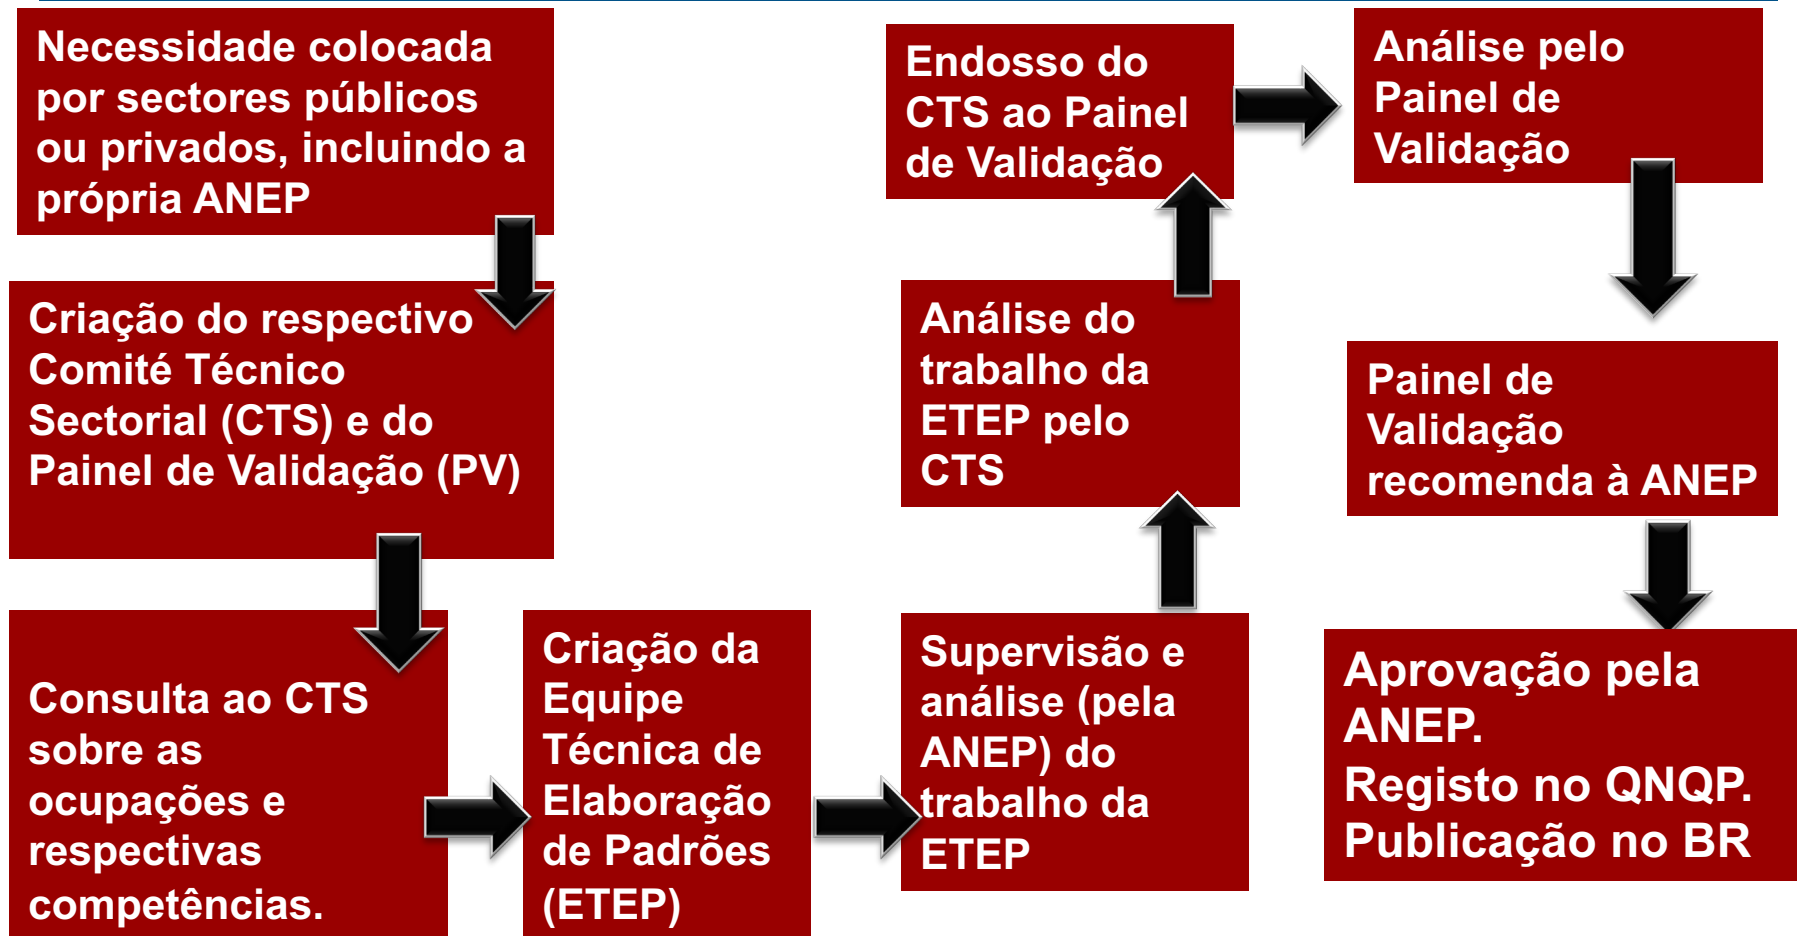 Necessidade colocada
por sectores públicos
ou privados, incluindo a
própria ANEP
Criação do respectivo
Comité Técnico
Sectorial (CTS) e do
Painel de Validação (PV)
Consulta ao CTS
sobre as
ocupações e
respectivas
competências.
Criação da
Equipe
Técnica de
Elaboração
de Padrões
(ETEP)
Supervisão e
análise (pela
ANEP) do
trabalho da
ETEP
Análise do
trabalho da
ETEP pelo
CTS
Endosso do
CTS ao Painel
de Validação
Análise pelo
Painel de
Validação
Painel de
Validação
recomenda à ANEP
Aprovação pela
ANEP.
Registo no QNQP.
Publicação no BR